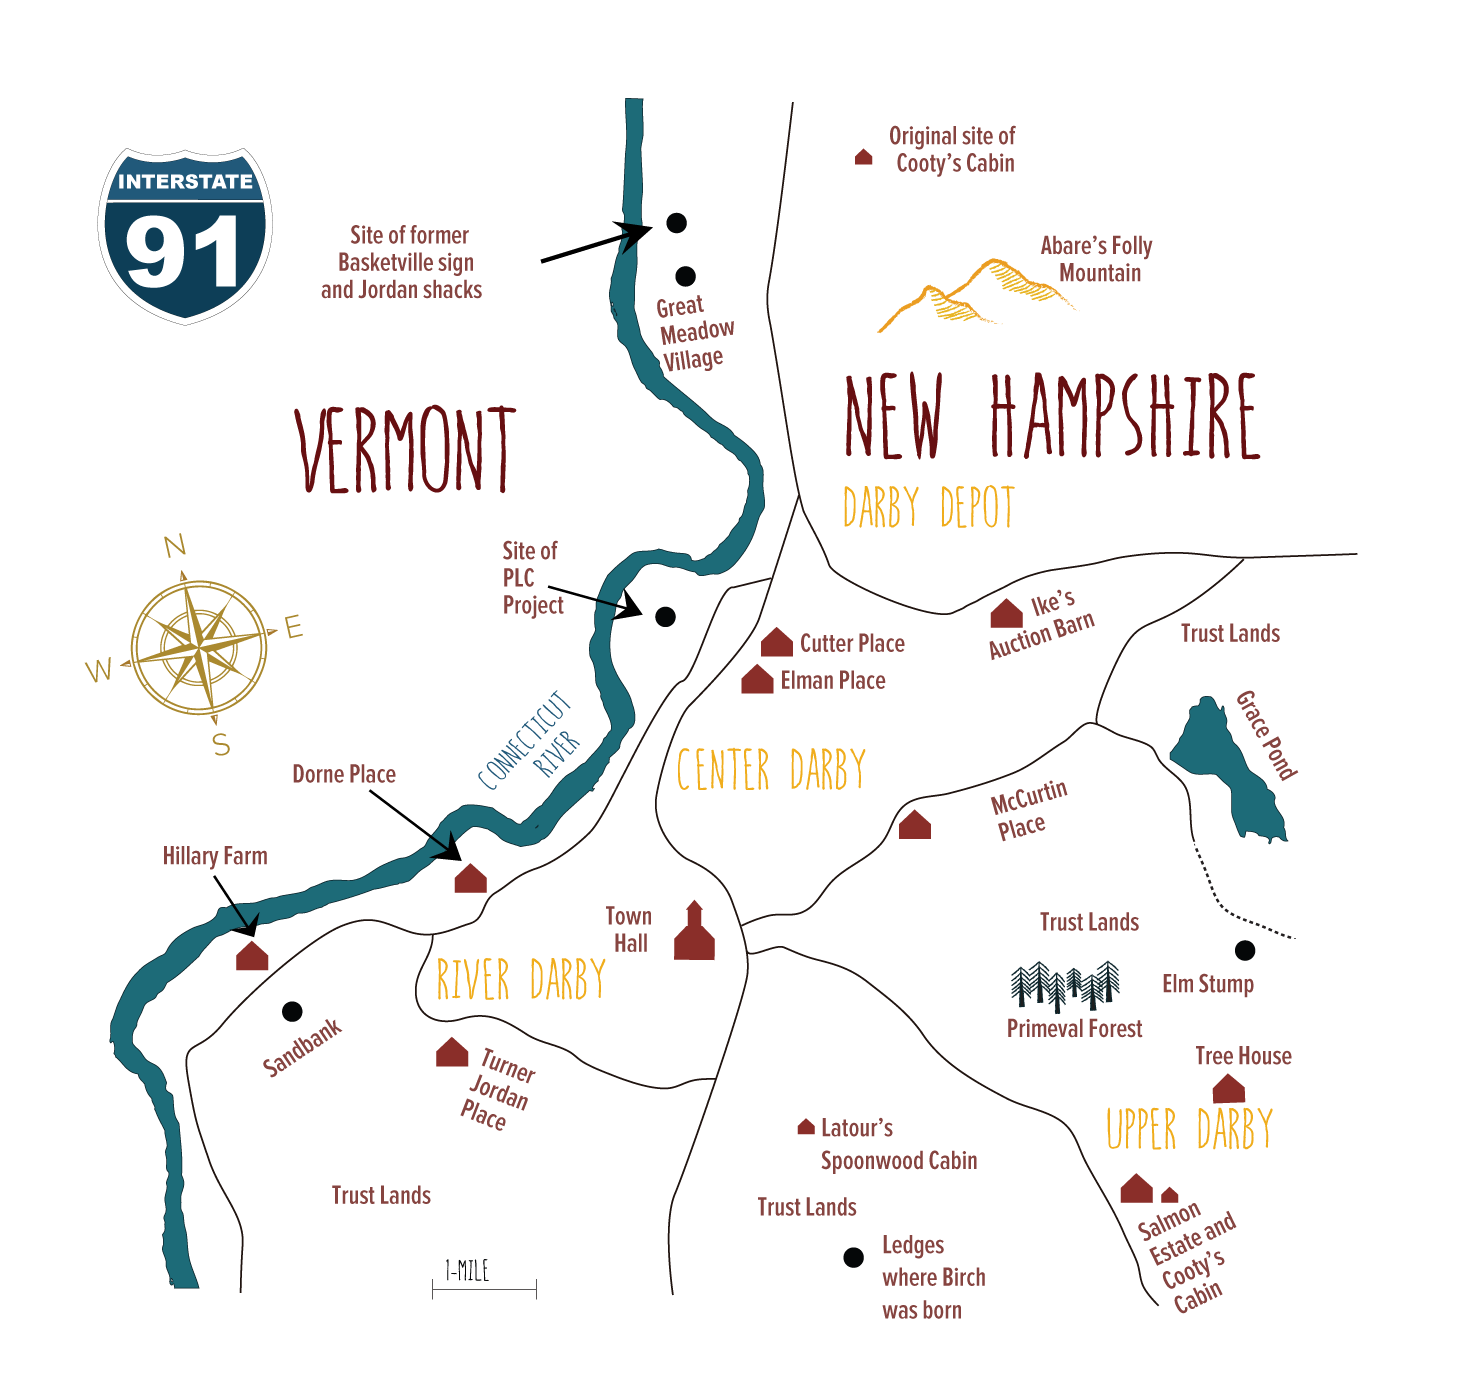 Original site of
Cooty’s Cabin
INTERSTATE
91
Site of former
Basketville sign
and Jordan shacks
Abare’s Folly
Mountain
Great
Meadow
Village
VERMONT
NEW HAMPSHIRE
DARBY DEPOT
N
E
W
S
Site of
PLC
Project
Ike’s
Auction Barn
Trust Lands
Cutter Place
Elman Place
CONNECTICUT
RIVER
Grace Pond
CENTER DARBY
Dorne Place
McCurtin
Place
Hillary Farm
Town
Hall
Trust Lands
RIVER DARBY
Elm Stump
Primeval Forest
Sandbank
Turner
Jordan
Place
Tree House
UPPER DARBY
Latour’s
Spoonwood Cabin
Trust Lands
Trust Lands
Salmon
Estate and
Cooty’s
Cabin
Ledges
where Birch
was born
1-MILE